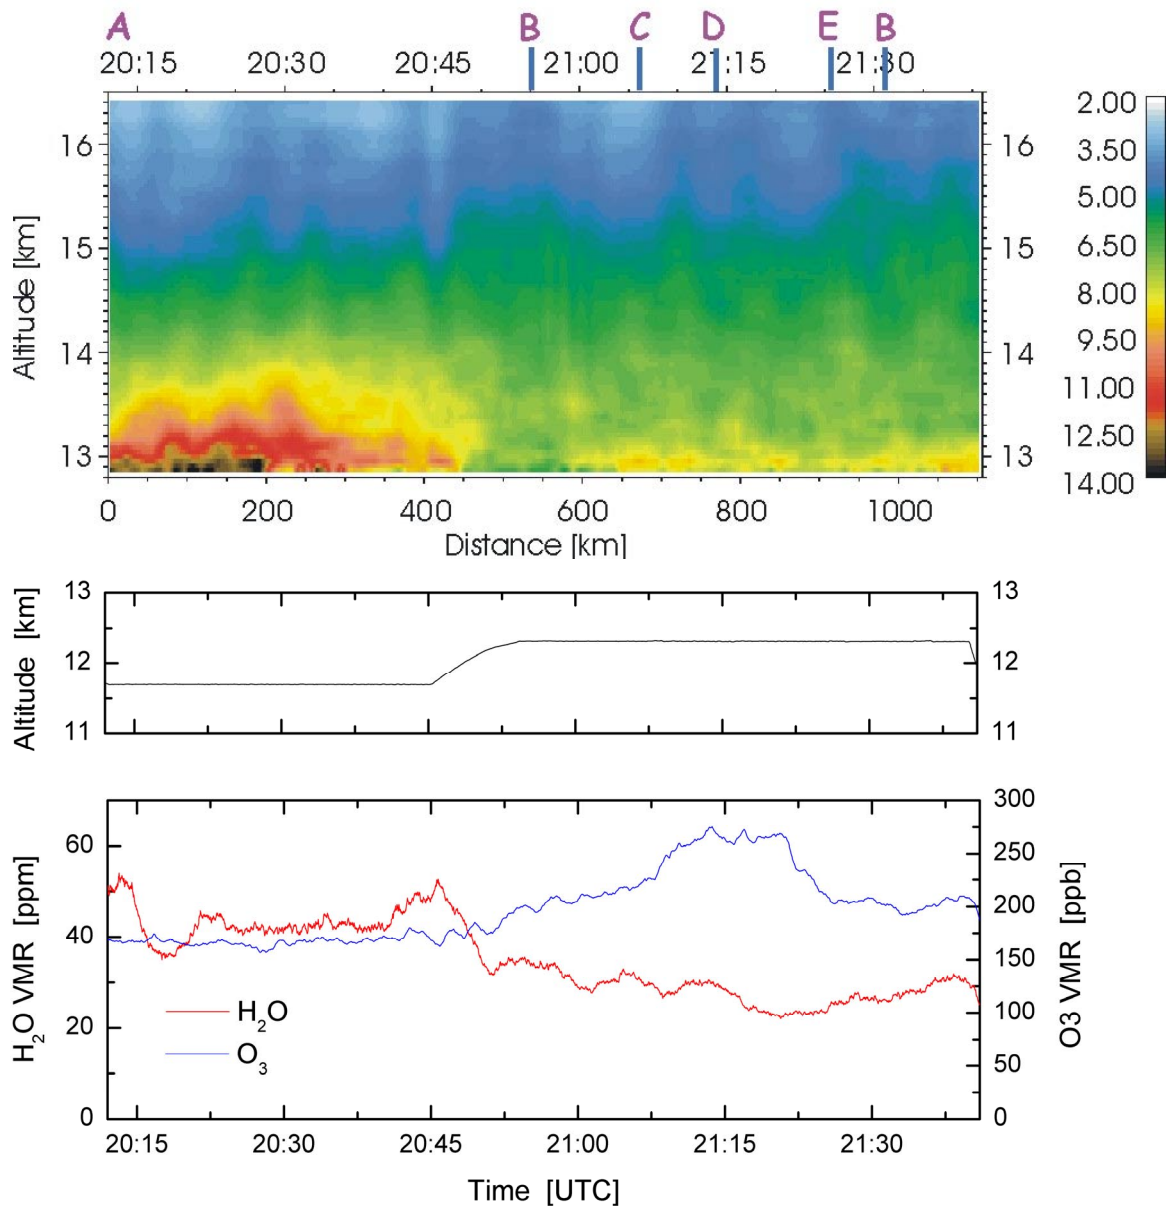 A B C D E B
20:15 20:30 20:45 21:00 21:15 21:30
2.00
3.50
5.00
6.50
8.00
9.50
11.00
12.50
14.00
Altitude [km]
16 16
15 15
14 14
13 13
0 200 400 600 800 1000
Distance [km]
Altitude [km]
13 13
12 12
11 11
H2O VMR [ppm]
60
40
20
0
300
250
200
150
100
50
0
O3 VMR [ppb]
H2O
O3
20:15 20:30 20:45 21:00 21:15 21:30
Time [UTC]